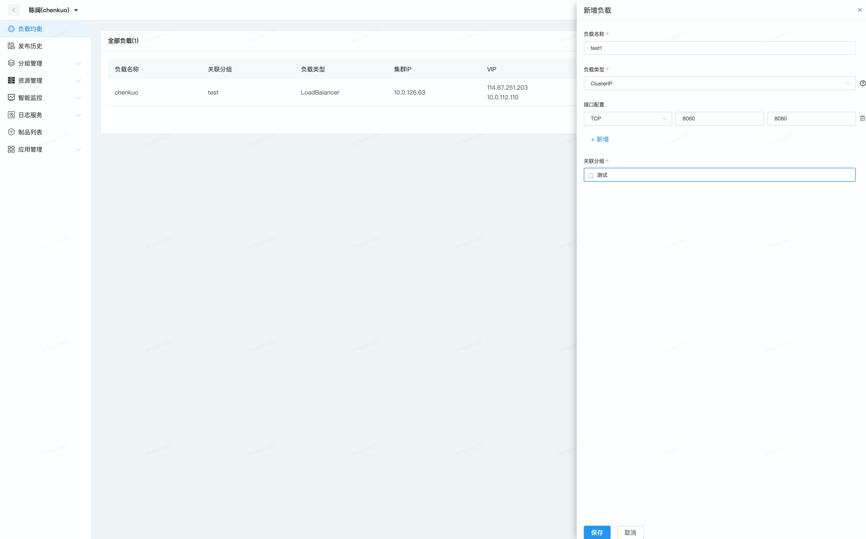 陈阔(chenkuo)
负载均衡
发布历史
分组管理
资源管理
智能监控
日志服务
制品列表
应用管理
全部负载(1)
负载名称 关联分组 负载类型 集群IP VIP
chenkuo test LoadBalancer 10.0.126.63 114.67.251.203
10.0.112.110
新增负载
负载名称 *
test1
负载类型 *
ClusterIP
端口配置
TCP 8080 8080
+ 新增
关联分组 *
测试
保存 取消